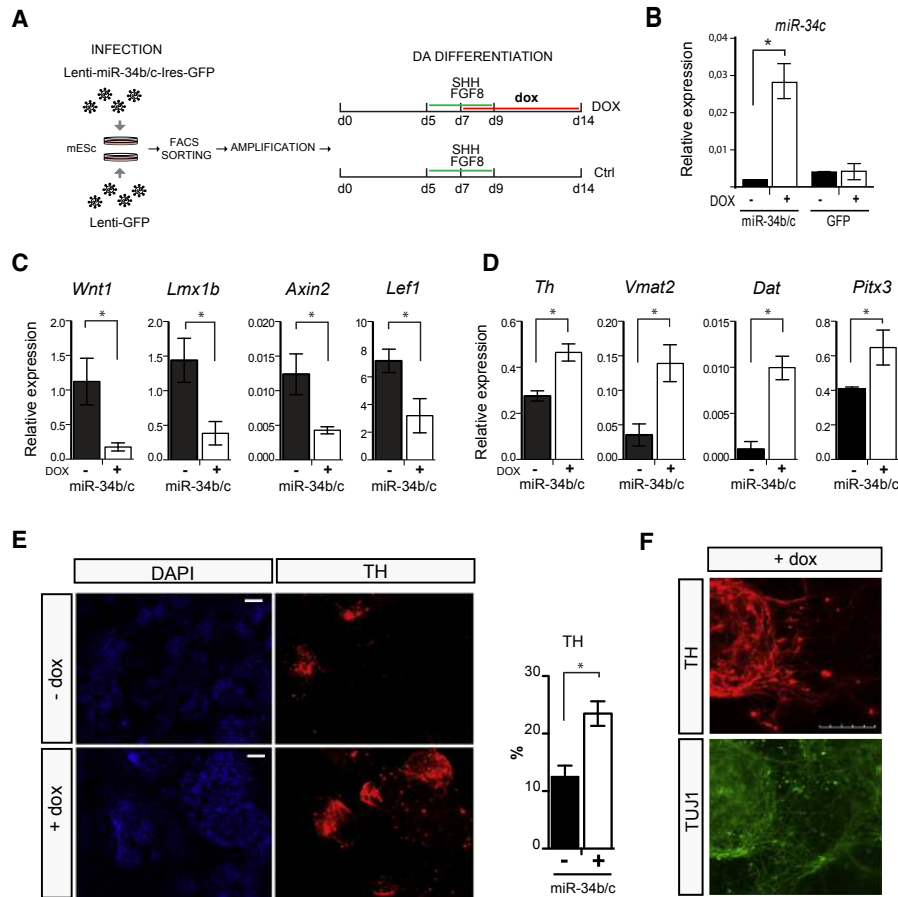 A
INFECTION
Lenti-miR-34b/c-Ires-GFP
mESc
Lenti-GFP
FACS
SORTING
AMPLIFICATION
DA DIFFERENTIATION
SHH
FGF8
dox
DOX
d0 d5 d7 d9 d14
SHH
FGF8
Ctrl
d0 d5 d7 d9 d14
B
miR-34c
Relative expression
0,04
0,03
0,02
0,01
0,00
*
DOX - + - +
miR-34b/c GFP
C
Wnt1
Relative expression
2.0
1.5
1.0
0.5
0.0
*
DOX - +
miR-34b/c
Lmx1b
2.0
1.5
1.0
0.5
0.0
*
- +
miR-34b/c
Axin2
0.020
0.015
0.010
0.005
0.000
*
- +
miR-34b/c
Lef1
10
8
6
4
2
0
*
- +
miR-34b/c
D
Th
0.6
0.4
0.2
0.0
*
DOX - +
miR-34b/c
Vmat2
0.20
0.15
0.10
0.05
0.00
*
- +
miR-34b/c
Dat
0.015
0.010
0.005
0.000
*
- +
miR-34b/c
Pitx3
0.8
0.6
0.4
0.2
0.0
*
- +
miR-34b/c
E
DAPI TH
- dox
+ dox
TH
%
30
20
10
0
*
- +
miR-34b/c
F
+ dox
TH
TUJ1